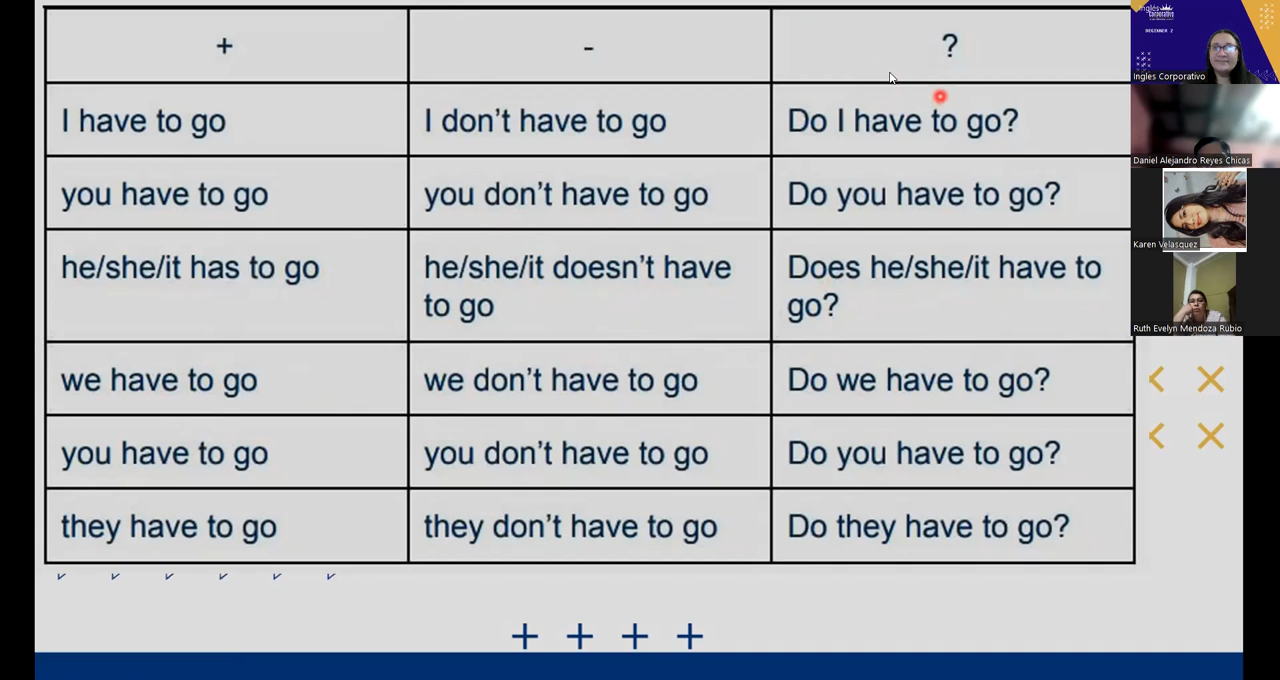 + - ?
I have to go I don't have to go Do I have to go?
you have to go you don't have to go Do you have to go?
he/she/it has to go he/she/it doesn't have Does he/she/it have to
to go go?
we have to go we don't have to go Do we have to go?
you have to go you don't have to go Do you have to go?
they have to go they don't have to go Do they have to go?
Inglés
Corporativo
BEGINNER 2
Ingles Corporativo
Daniel Alejandro Reyes Chicas
Karen Velasquez
Ruth Evelyn Mendoza Rubio